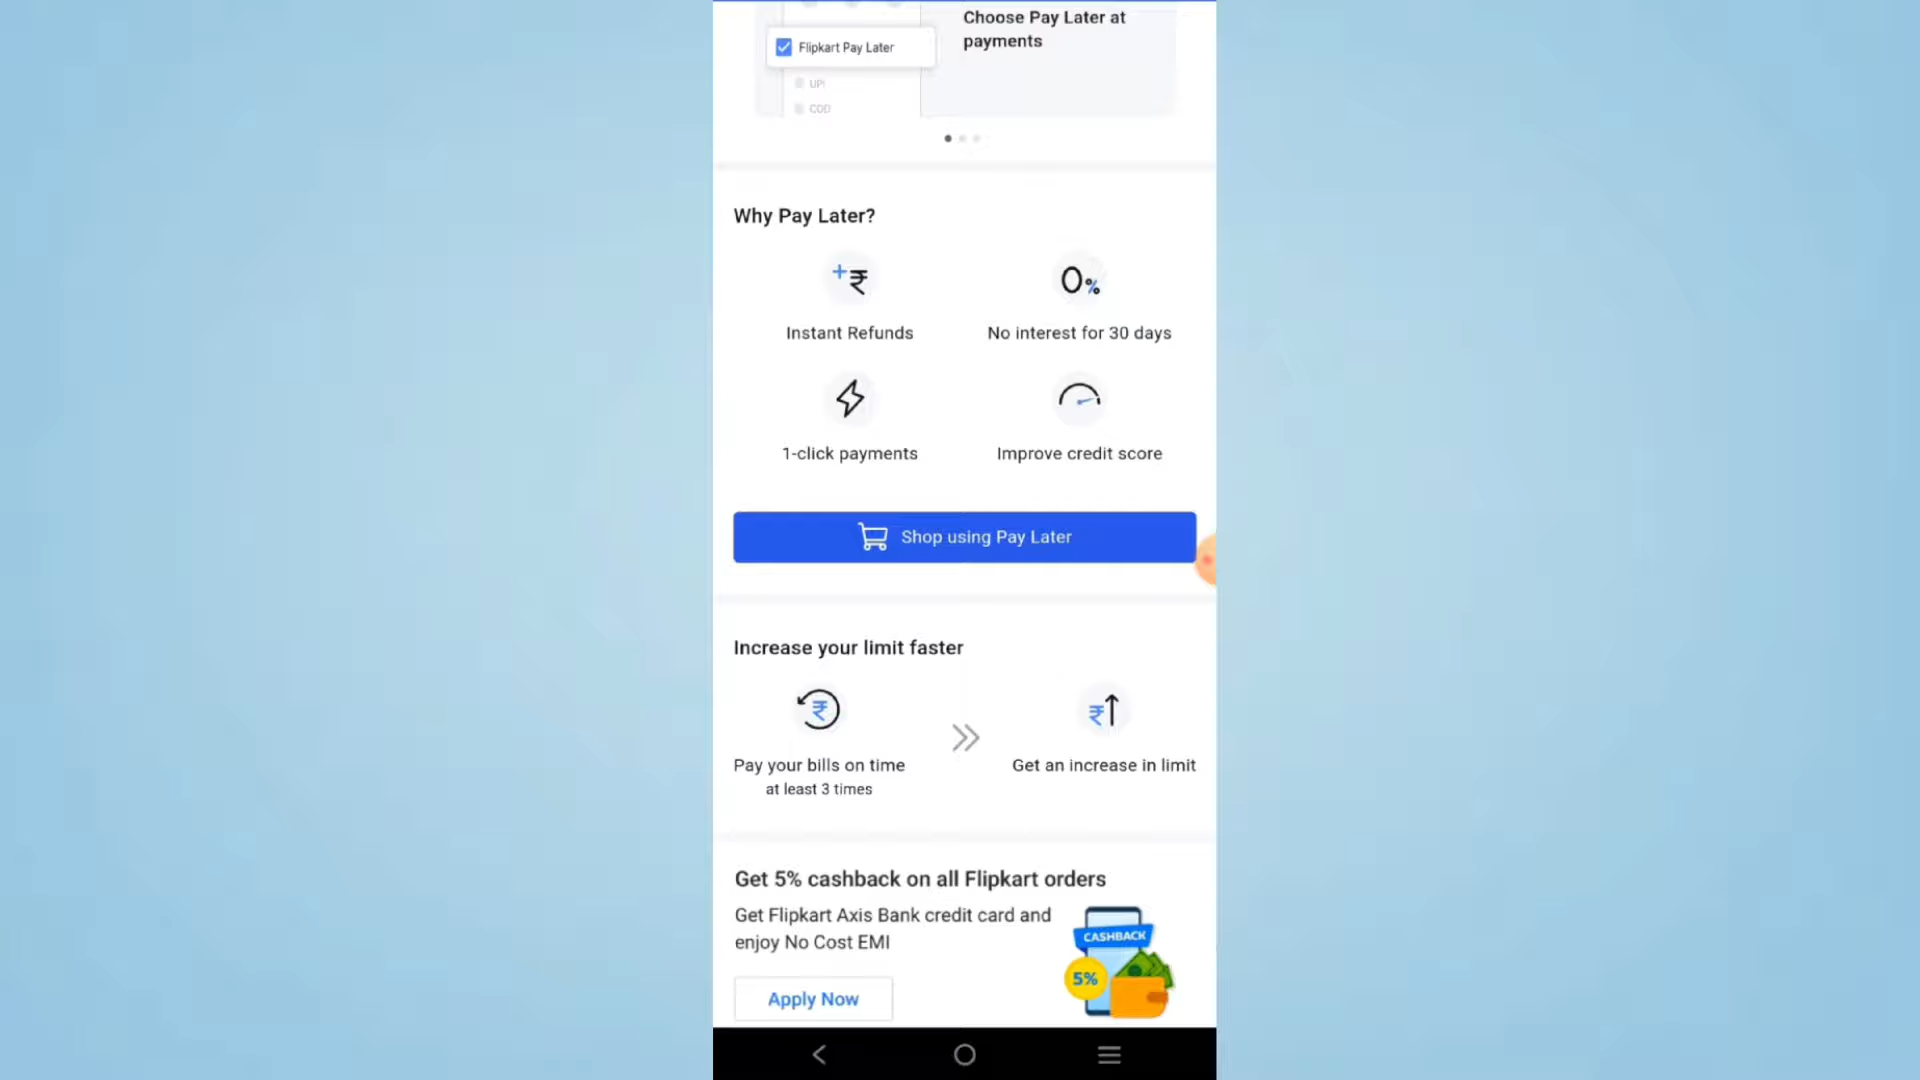 Choose Pay Later at
payments
Flipkart Pay Later
UPI
COD
Why Pay Later?
+₹
0%
Instant Refunds
No interest for 30 days
1-click payments
Improve credit score
Shop using Pay Later
Increase your limit faster
₹
₹
Pay your bills on time
at least 3 times
Get an increase in limit
Get 5% cashback on all Flipkart orders
Get Flipkart Axis Bank credit card and
enjoy No Cost EMI
CASHBACK
5%
Apply Now